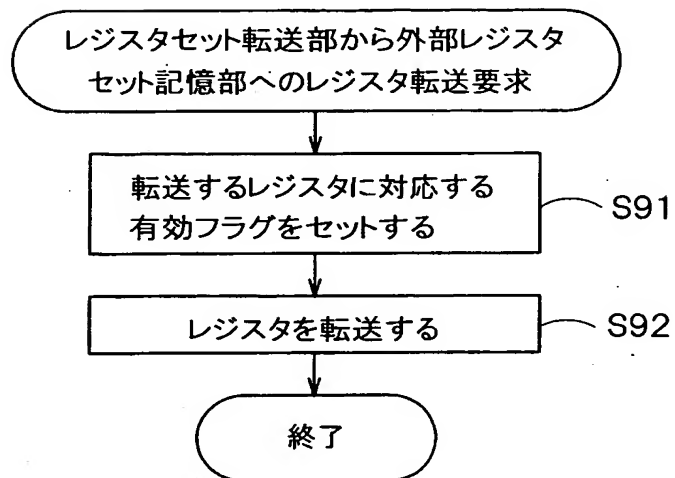 レジスタセット転送部から外部レジスタ
セット記憶部へのレジスタ転送要求
転送するレジスタに対応する
有効フラグをセットする
S91
レジスタを転送する
S92
終了